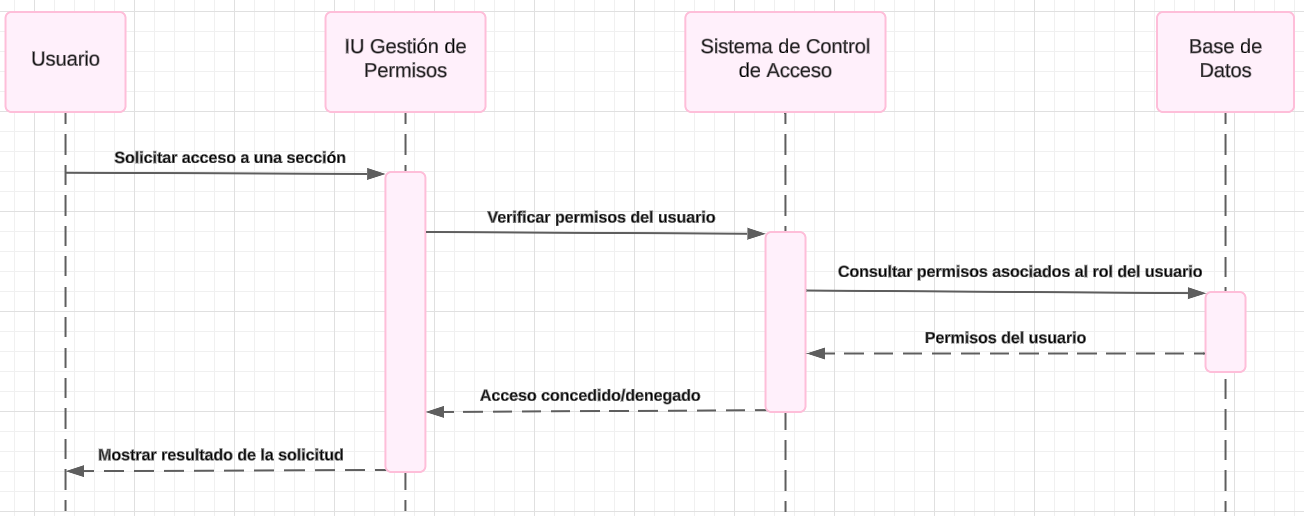 Usuario
IU Gestión de
Permisos
Sistema de Control
de Acceso
Base de
Datos
Solicitar acceso a una sección
Verificar permisos del usuario
Consultar permisos asociados al rol del usuario
Permisos del usuario
Acceso concedido/denegado
Mostrar resultado de la solicitud